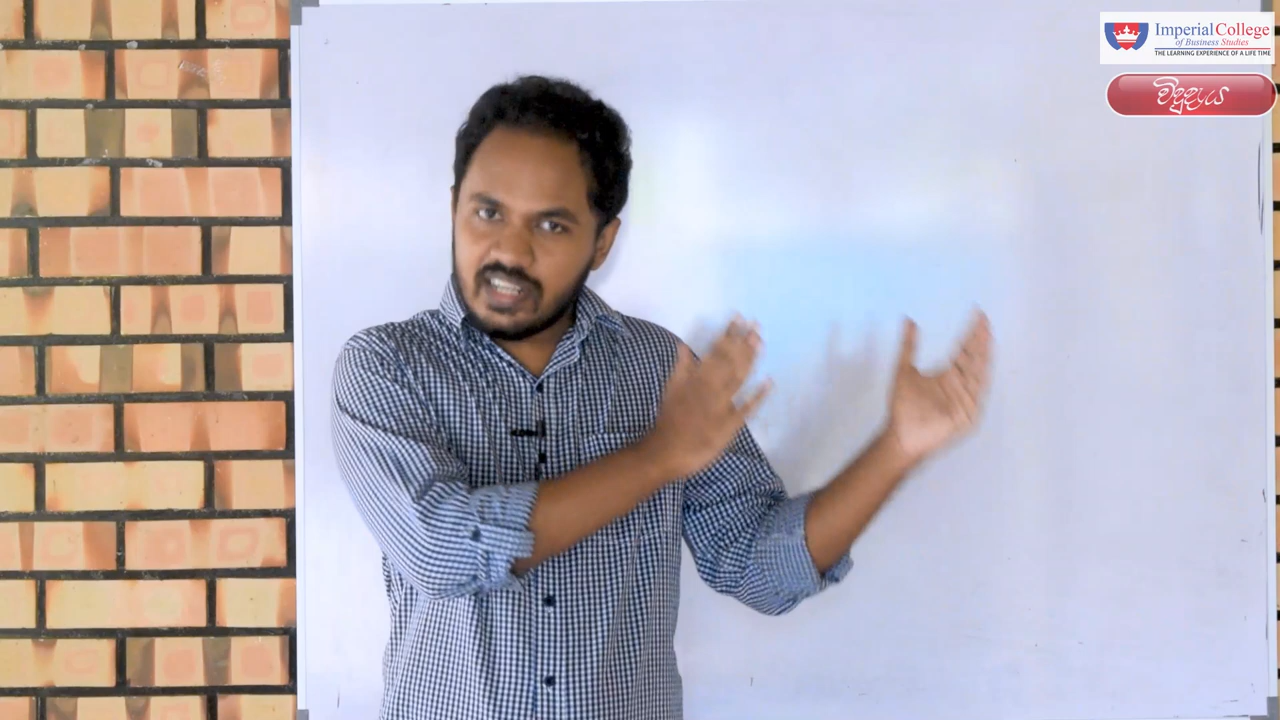 Imperial College
of Business Studies
THE LEARNING EXPERIENCE OF A LIFE TIME